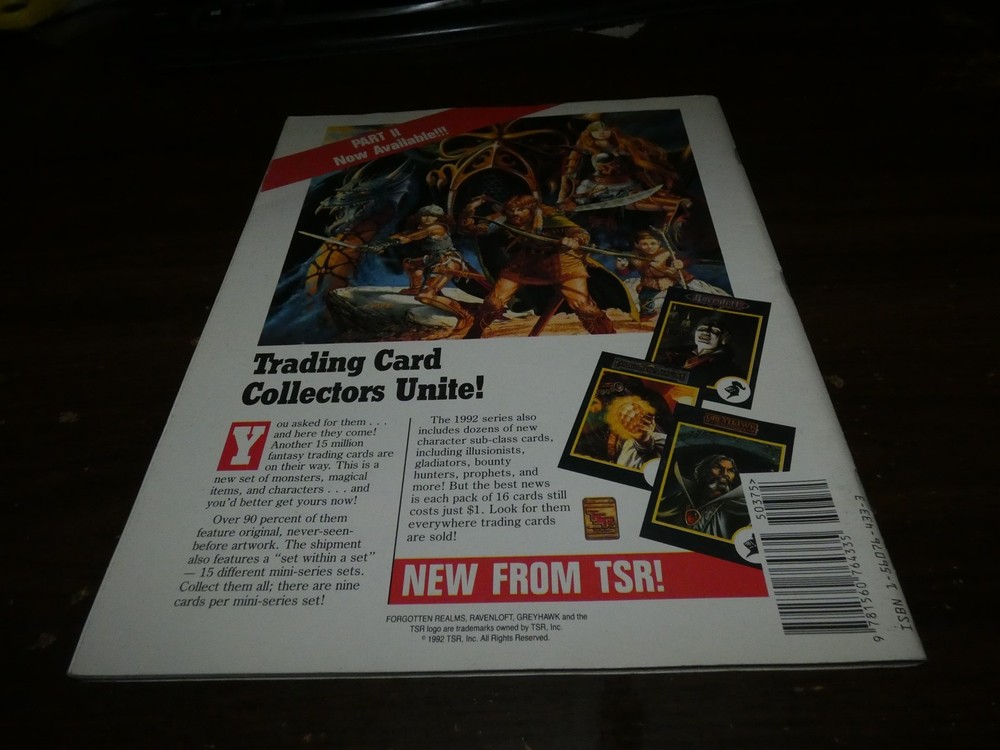 PART II
Now Available!!!
Ravenloft
Trading Card
Collectors Unite!
You asked for them . . .
and here they come!
Another 15 million
fantasy trading cards are
on their way. This is a
new set of monsters, magical
items, and characters . . . and
you'd better get yours now!
Over 90 percent of them
feature original, never-seen-
before artwork. The shipment
also features a "set within a set"
— 15 different mini-series sets.
Collect them all; there are nine
cards per mini-series set!
The 1992 series also
includes dozens of new
character sub-class cards,
including illusionists,
gladiators, bounty
hunters, prophets, and
more! But the best news
is each pack of 16 cards still
costs just $1. Look for them
everywhere trading cards
are sold!
TSR
NEW FROM TSR!
FORGOTTEN REALMS, RAVENLOFT, GREYHAWK and the
TSR logo are trademarks owned by TSR, Inc.
© 1992 TSR, Inc. All Rights Reserved.
50375>
9 781560 764335
ISBN 1-56076-433-3